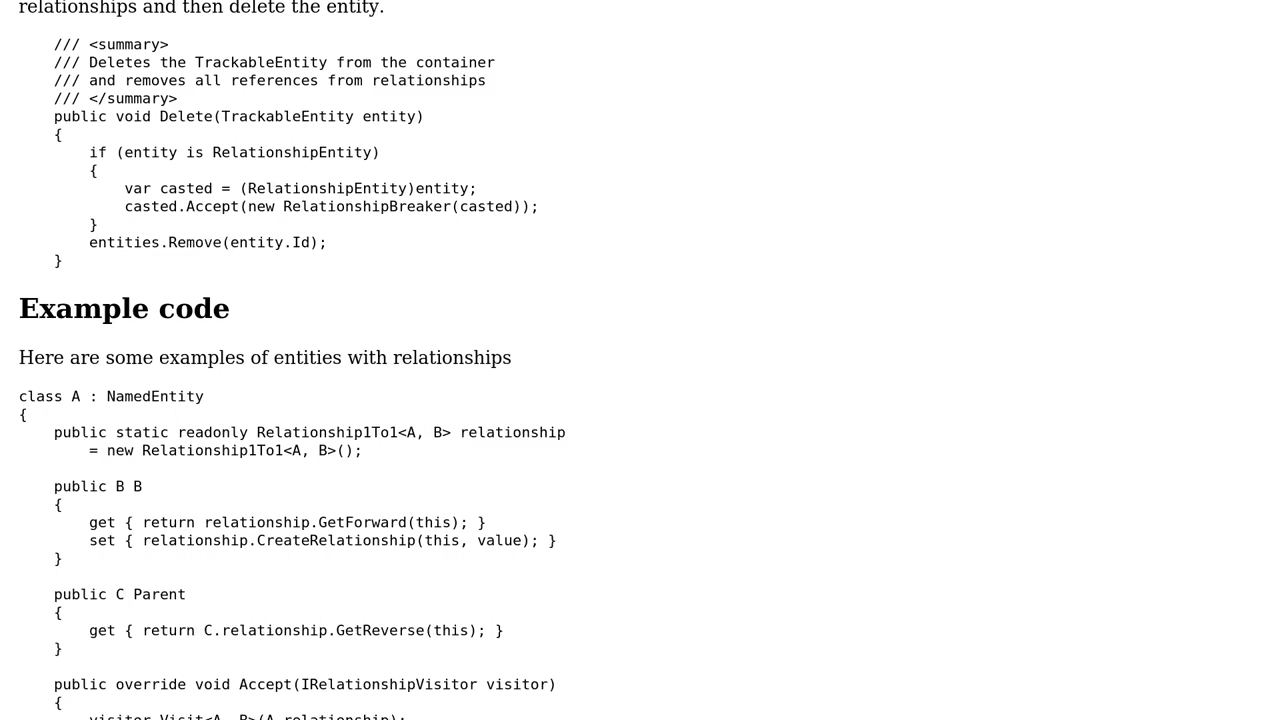 relationships and then delete the entity.
/// <summary>
/// Deletes the TrackableEntity from the container
/// and removes all references from relationships
/// </summary>
public void Delete(TrackableEntity entity)
{
if (entity is RelationshipEntity)
{
var casted = (RelationshipEntity)entity;
casted.Accept(new RelationshipBreaker(casted));
}
entities.Remove(entity.Id);
}
Example code
Here are some examples of entities with relationships
class A : NamedEntity
{
public static readonly Relationship1To1<A, B> relationship
= new Relationship1To1<A, B>();
public B B
{
get { return relationship.GetForward(this); }
set { relationship.CreateRelationship(this, value); }
}
public C Parent
{
get { return C.relationship.GetReverse(this); }
}
public override void Accept(IRelationshipVisitor visitor)
{
visitor.Visit<A, B>(A.relationship);